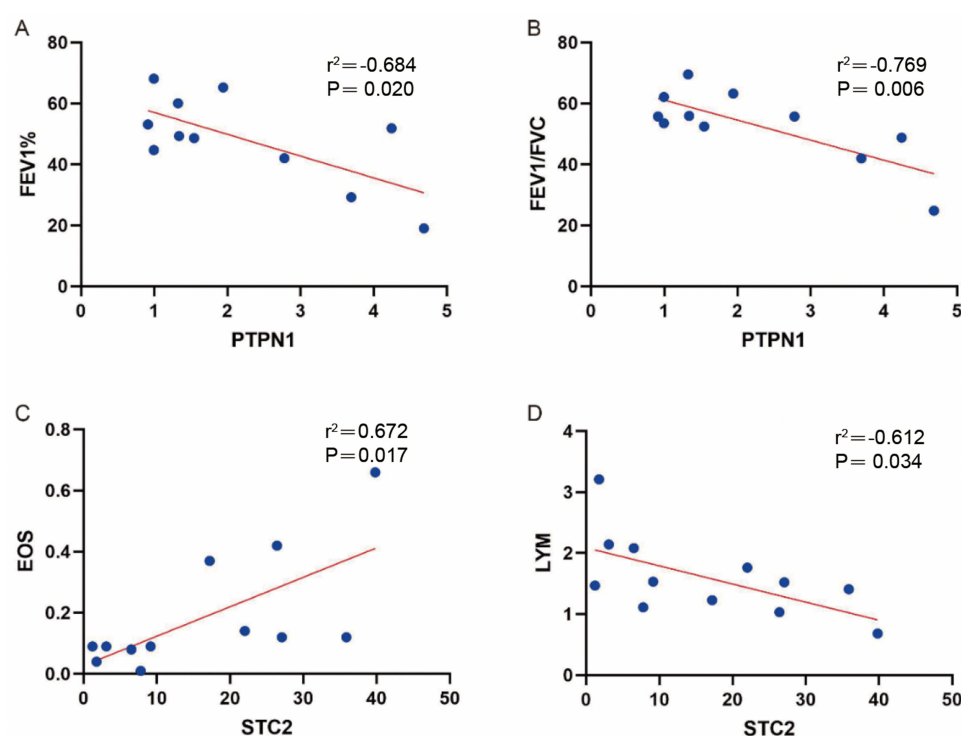 A
r²=-0.684
P= 0.020
FEV1%
80
60
40
20
0
0 1 2 3 4 5
PTPN1
B
r²=-0.769
P= 0.006
FEV1/FVC
80
60
40
20
0
0 1 2 3 4 5
PTPN1
C
r²=0.672
P=0.017
EOS
0.8
0.6
0.4
0.2
0.0
0 10 20 30 40 50
STC2
D
r²=-0.612
P= 0.034
LYM
4
3
2
1
0
0 10 20 30 40 50
STC2